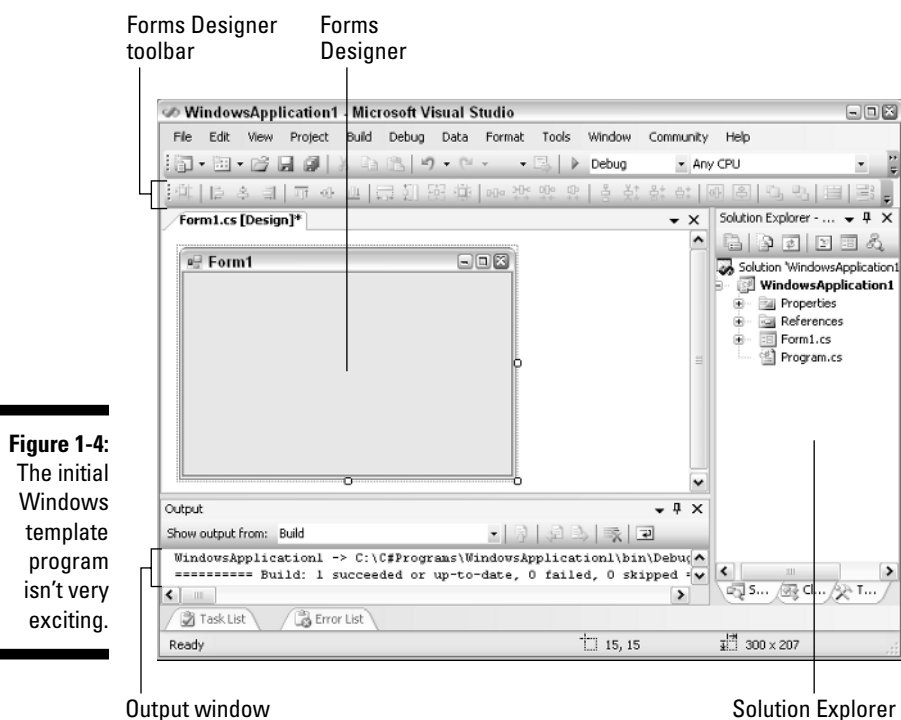 Forms Designer
toolbar
Forms
Designer
WindowsApplication1 - Microsoft Visual Studio
File Edit View Project Build Debug Data Format Tools Window Community Help
Debug Any CPU
Form1.cs [Design]*
Solution Explorer - ...
Form1
Solution 'WindowsApplication1
WindowsApplication1
Properties
References
Form1.cs
Program.cs
Figure 1-4:
The initial
Windows
template
program
isn't very
exciting.
Output
Show output from: Build
WindowsApplication1 -> C:\C#Programs\WindowsApplication1\bin\Debug
========== Build: 1 succeeded or up-to-date, 0 failed, 0 skipped =
S... Cl... T...
Task List Error List
Ready 15, 15 300 x 207
Output window
Solution Explorer